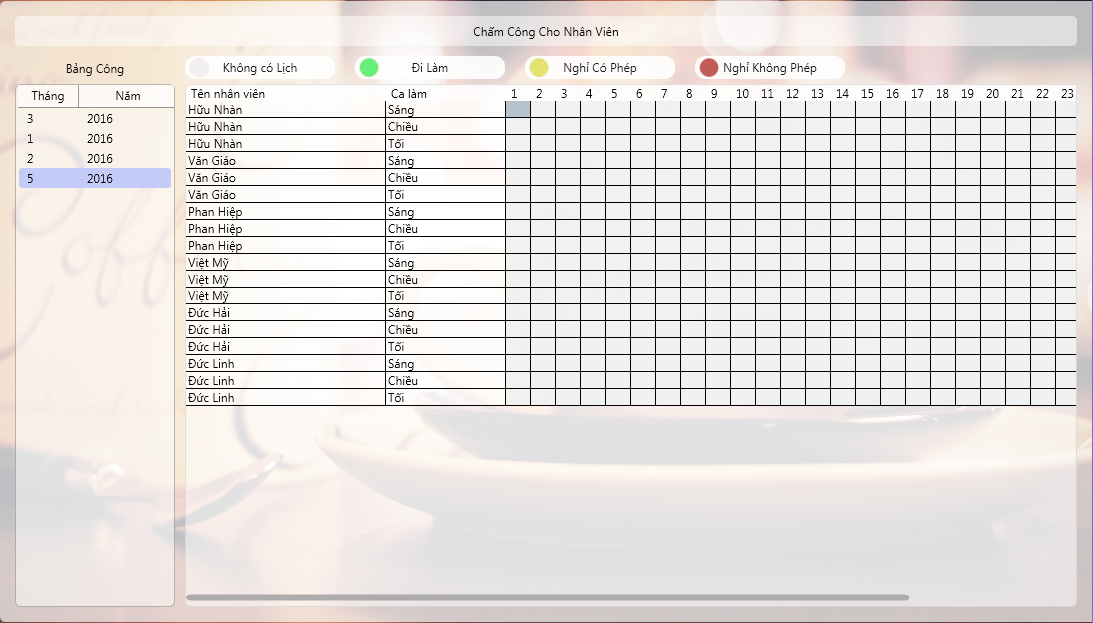 Chấm Công Cho Nhân Viên
Bảng Công
Không có Lịch Đi Làm Nghỉ Có Phép Nghỉ Không Phép
Tháng Năm
3 2016
1 2016
2 2016
5 2016
Tên nhân viên Ca làm 1 2 3 4 5 6 7 8 9 10 11 12 13 14 15 16 17 18 19 20 21 22 23
Hữu Nhàn Sáng
Hữu Nhàn Chiều
Hữu Nhàn Tối
Văn Giáo Sáng
Văn Giáo Chiều
Văn Giáo Tối
Phan Hiệp Sáng
Phan Hiệp Chiều
Phan Hiệp Tối
Việt Mỹ Sáng
Việt Mỹ Chiều
Việt Mỹ Tối
Đức Hải Sáng
Đức Hải Chiều
Đức Hải Tối
Đức Linh Sáng
Đức Linh Chiều
Đức Linh Tối